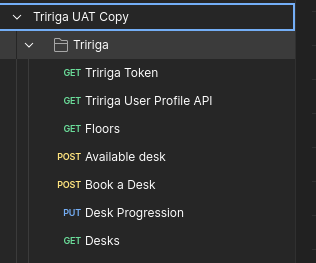 Tririga UAT Copy
Tririga
GET Tririga Token
GET Tririga User Profile API
GET Floors
POST Available desk
POST Book a Desk
PUT Desk Progression
GET Desks